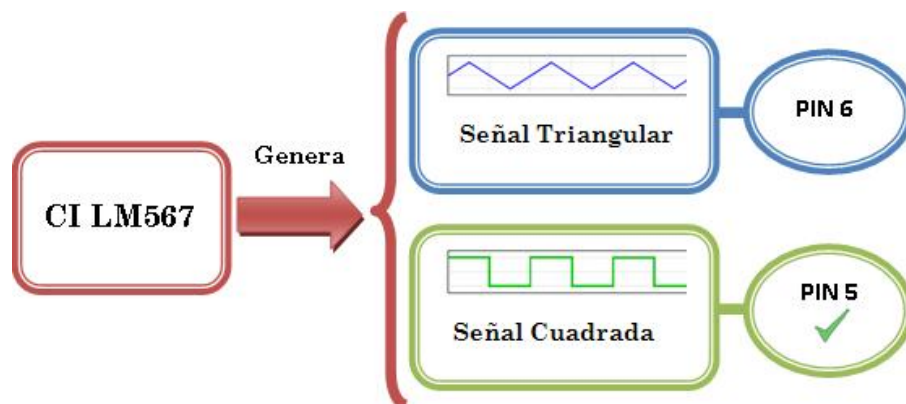 CI LM567
Genera
Señal Triangular
PIN 6
Señal Cuadrada
PIN 5